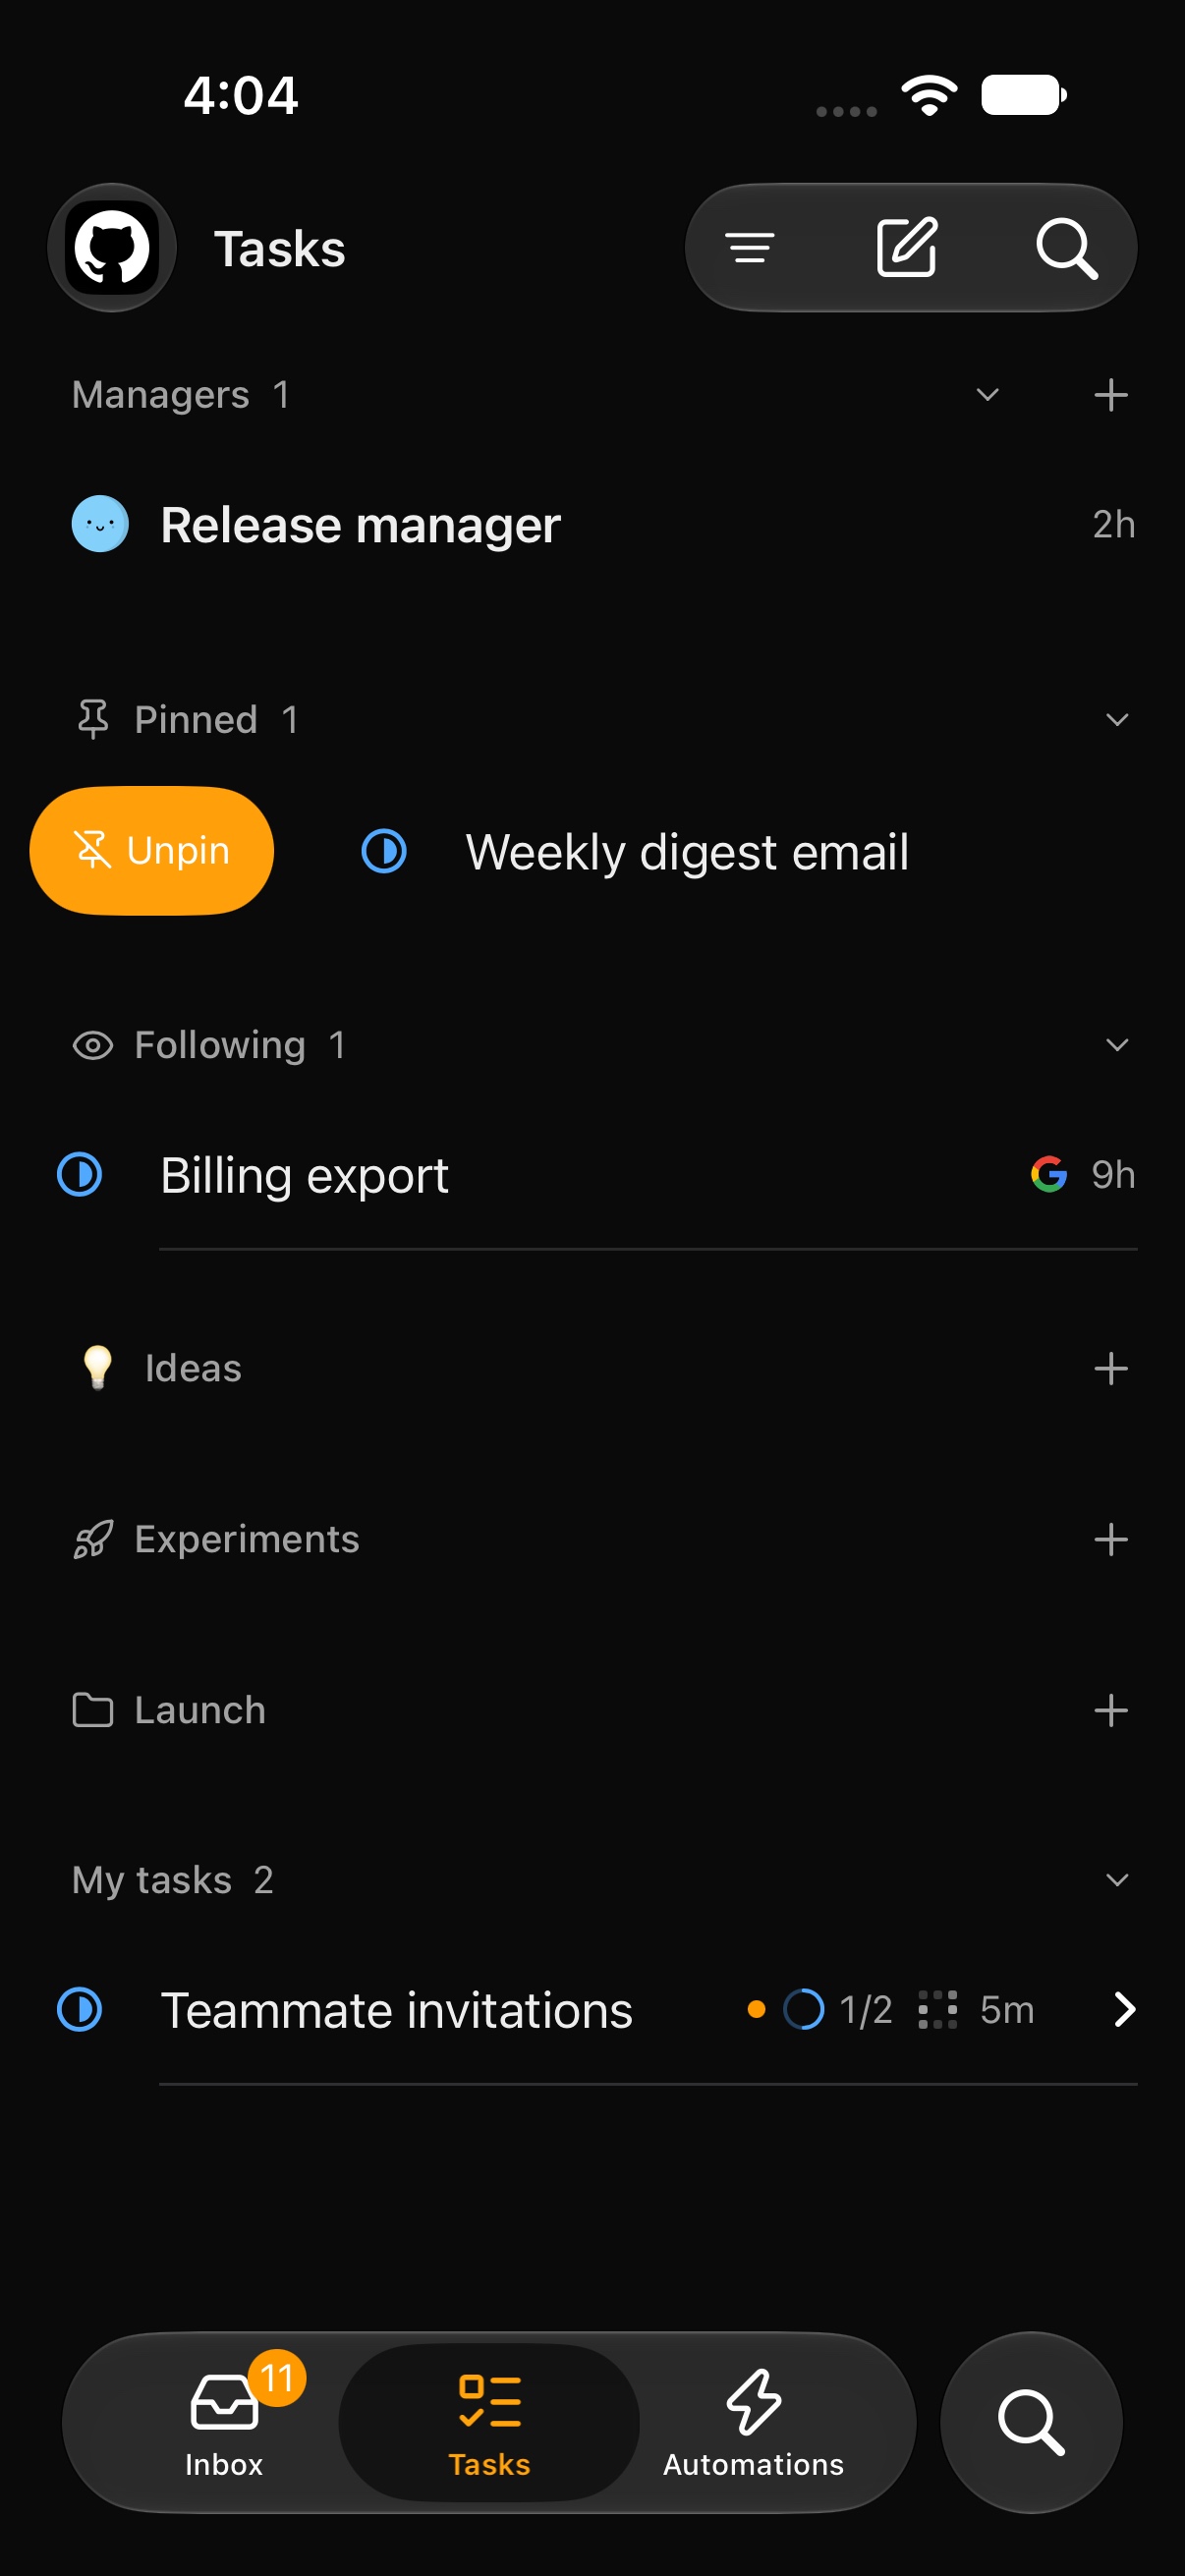 4:04
Tasks
Managers 1
Release manager 2h
Pinned 1
Unpin Weekly digest email
Following 1
Billing export 9h
Ideas
Experiments
Launch
My tasks 2
Teammate invitations 1/2 5m
11
Inbox Tasks Automations